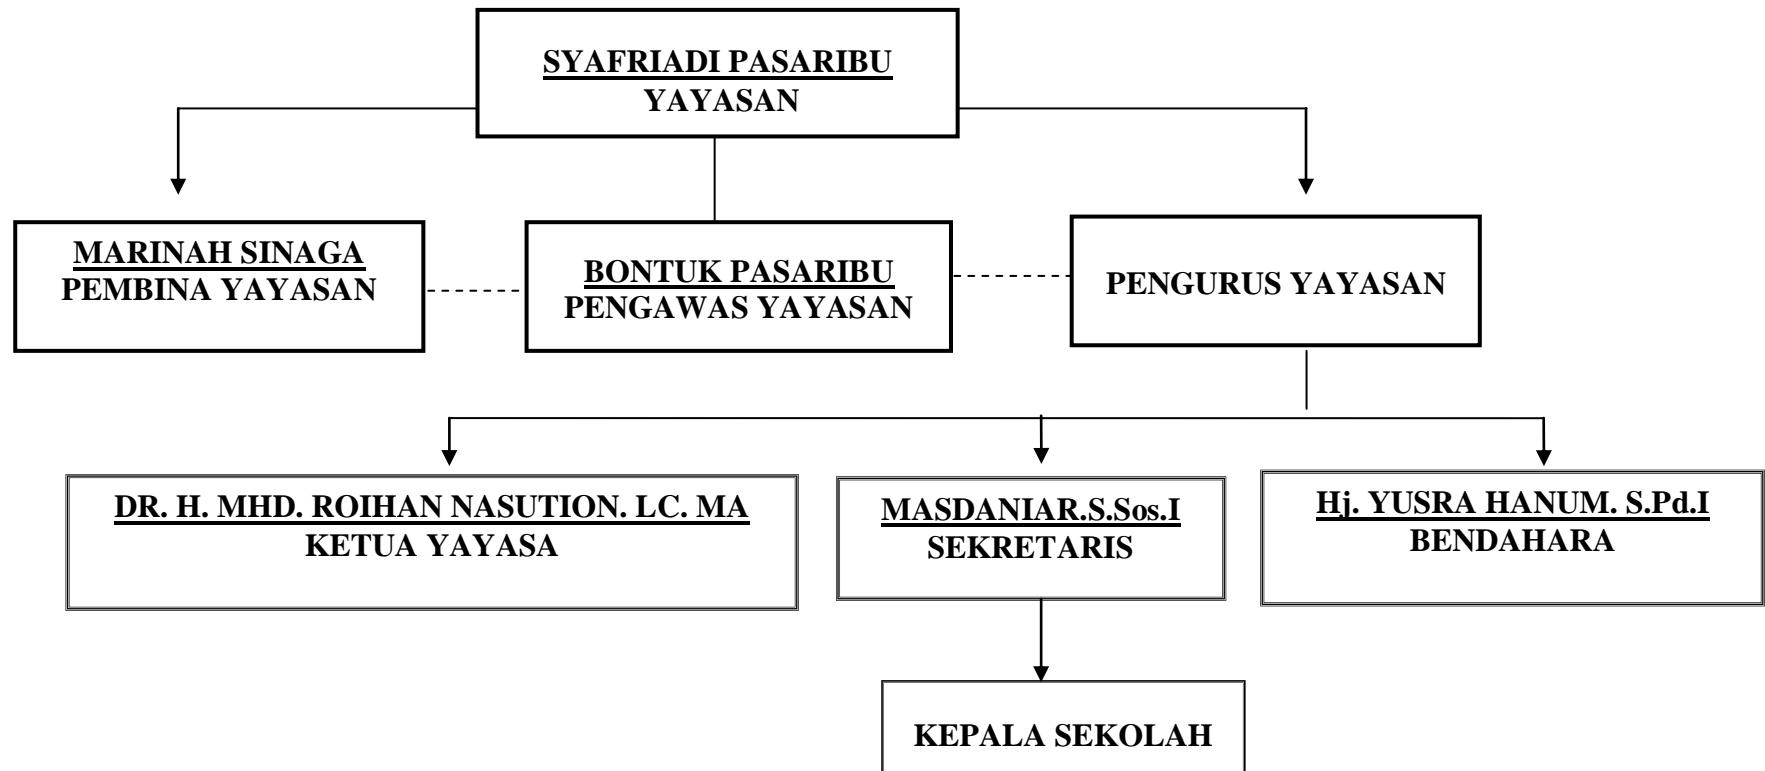 SYAFRIADI PASARIBU
YAYASAN
MARINAH SINAGA
PEMBINA YAYASAN
BONTUK PASARIBU
PENGAWAS YAYASAN
PENGURUS YAYASAN
DR. H. MHD. ROIHAN NASUTION. LC. MA
KETUA YAYASA
MASDANIAR.S.Sos.I
SEKRETARIS
Hj. YUSRA HANUM. S.Pd.I
BENDAHARA
KEPALA SEKOLAH